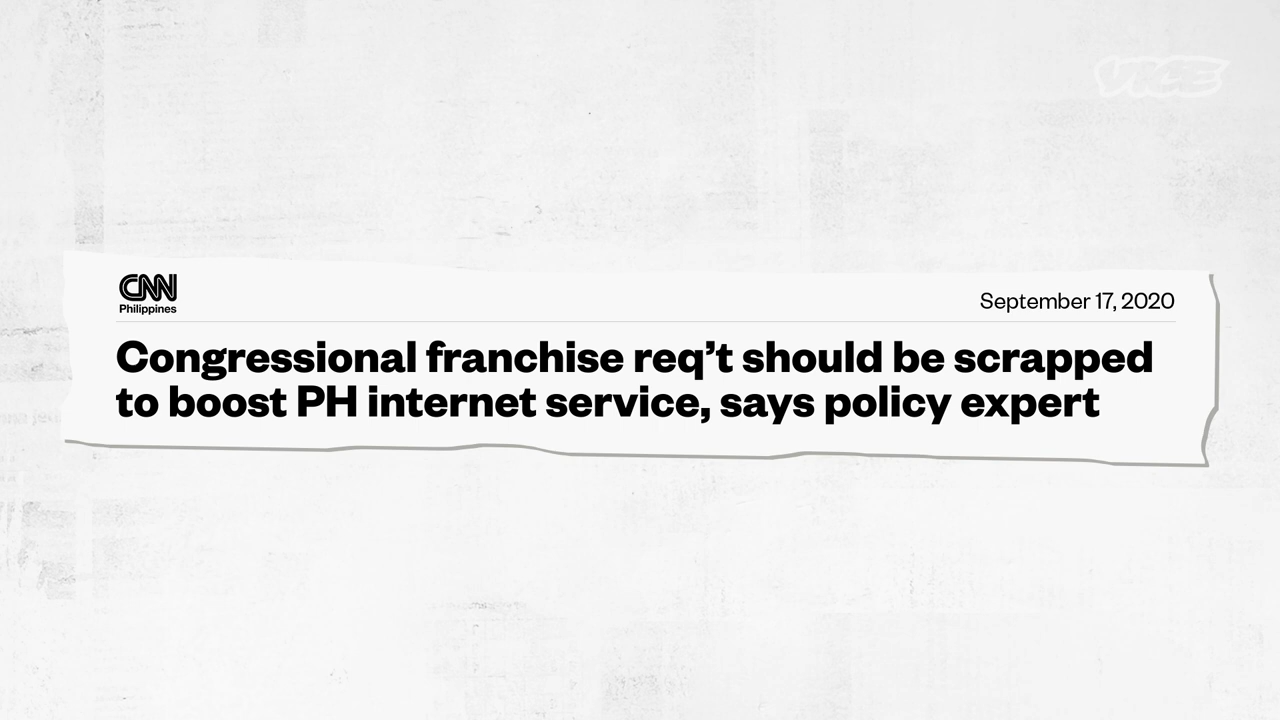 VICE
CNN
Philippines
September 17, 2020
Congressional franchise req’t should be scrapped
to boost PH internet service, says policy expert